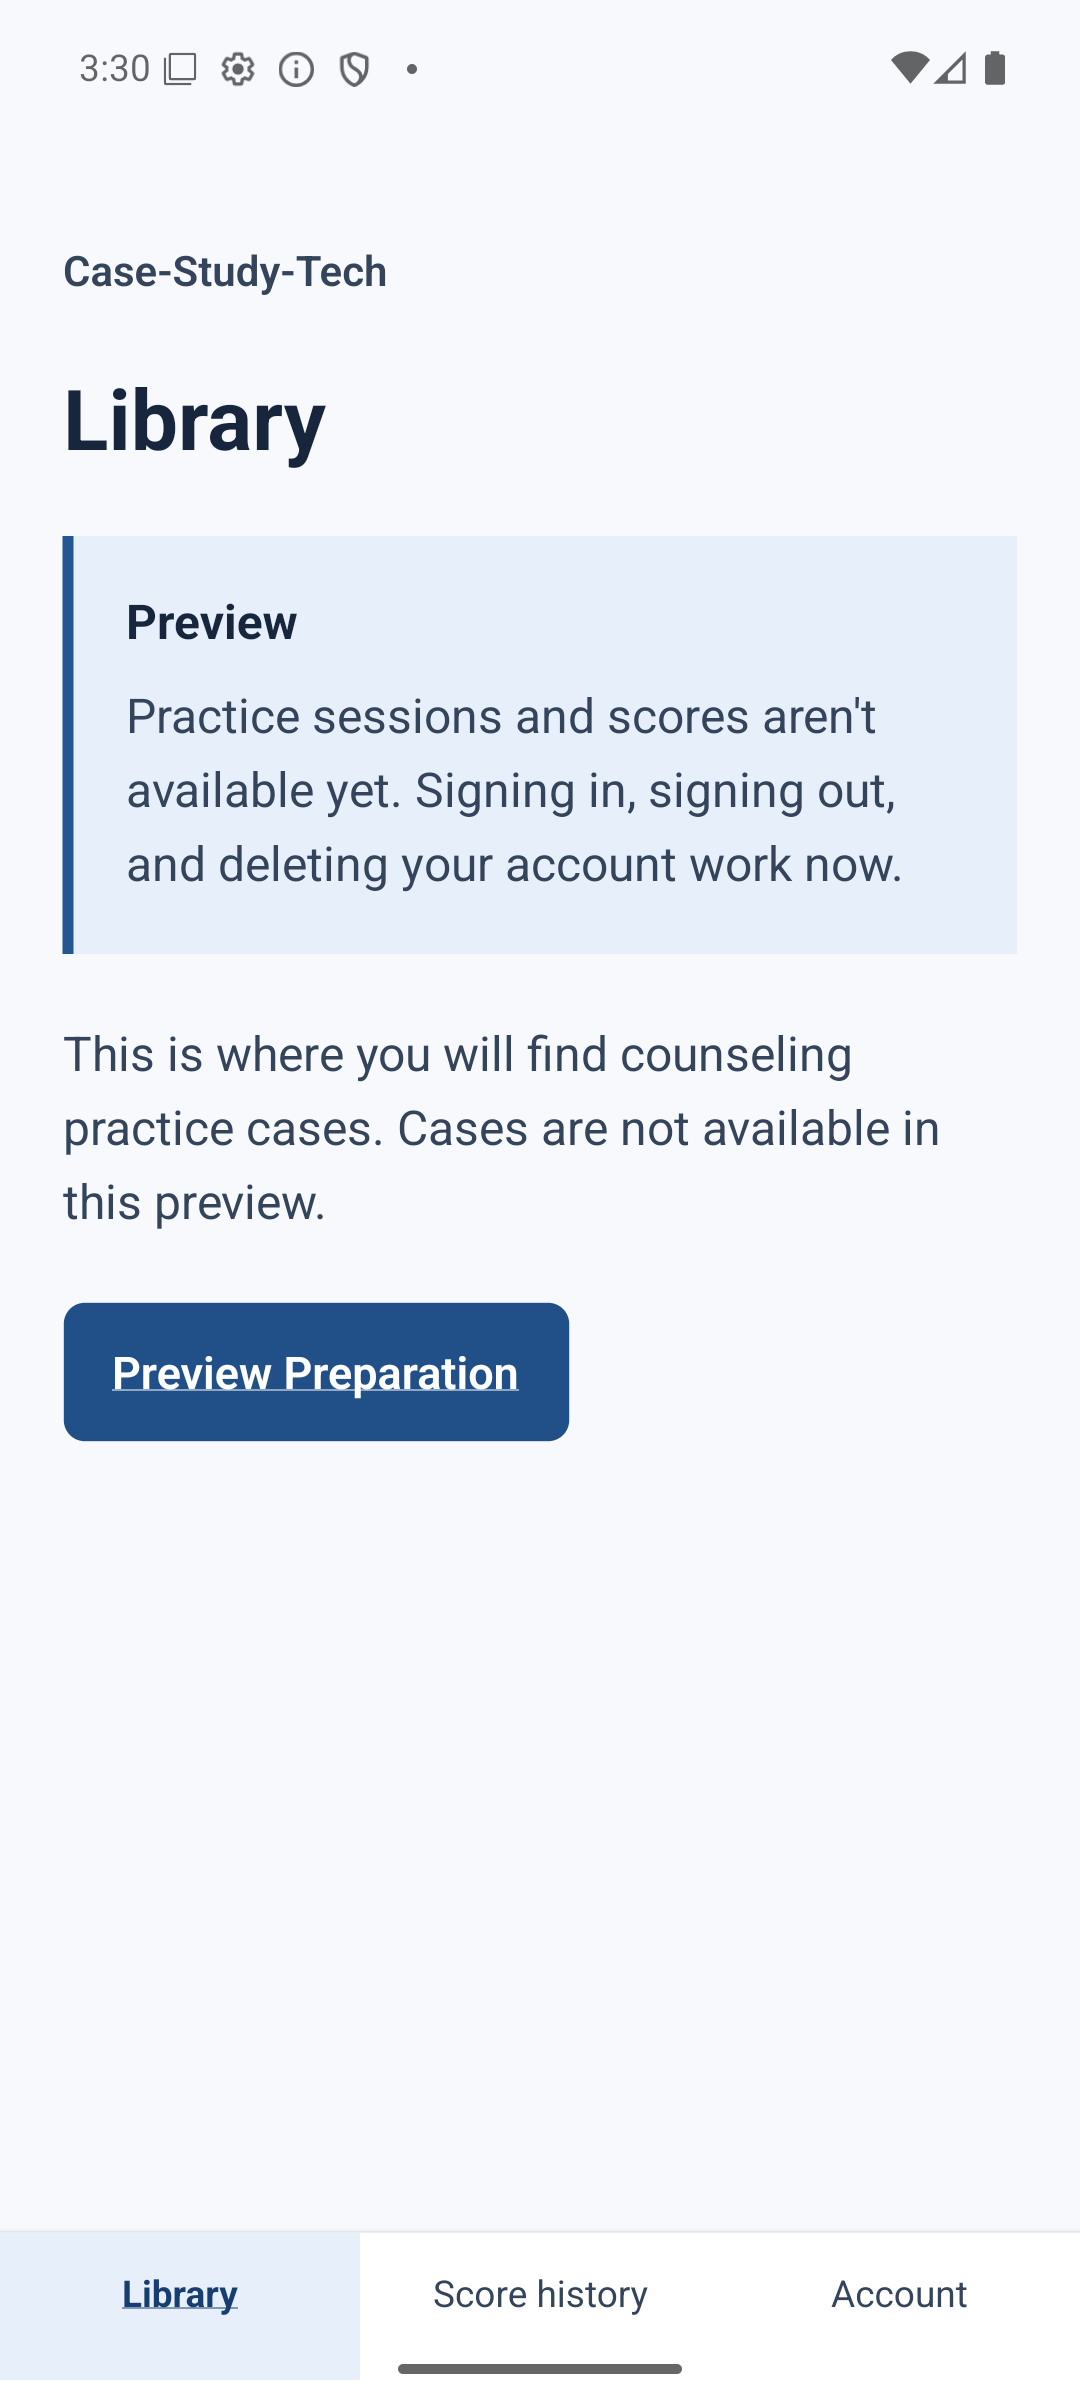 3:30
Case-Study-Tech
Library
Preview
Practice sessions and scores aren't
available yet. Signing in, signing out,
and deleting your account work now.
This is where you will find counseling
practice cases. Cases are not available in
this preview.
Preview Preparation
Library
Score history
Account